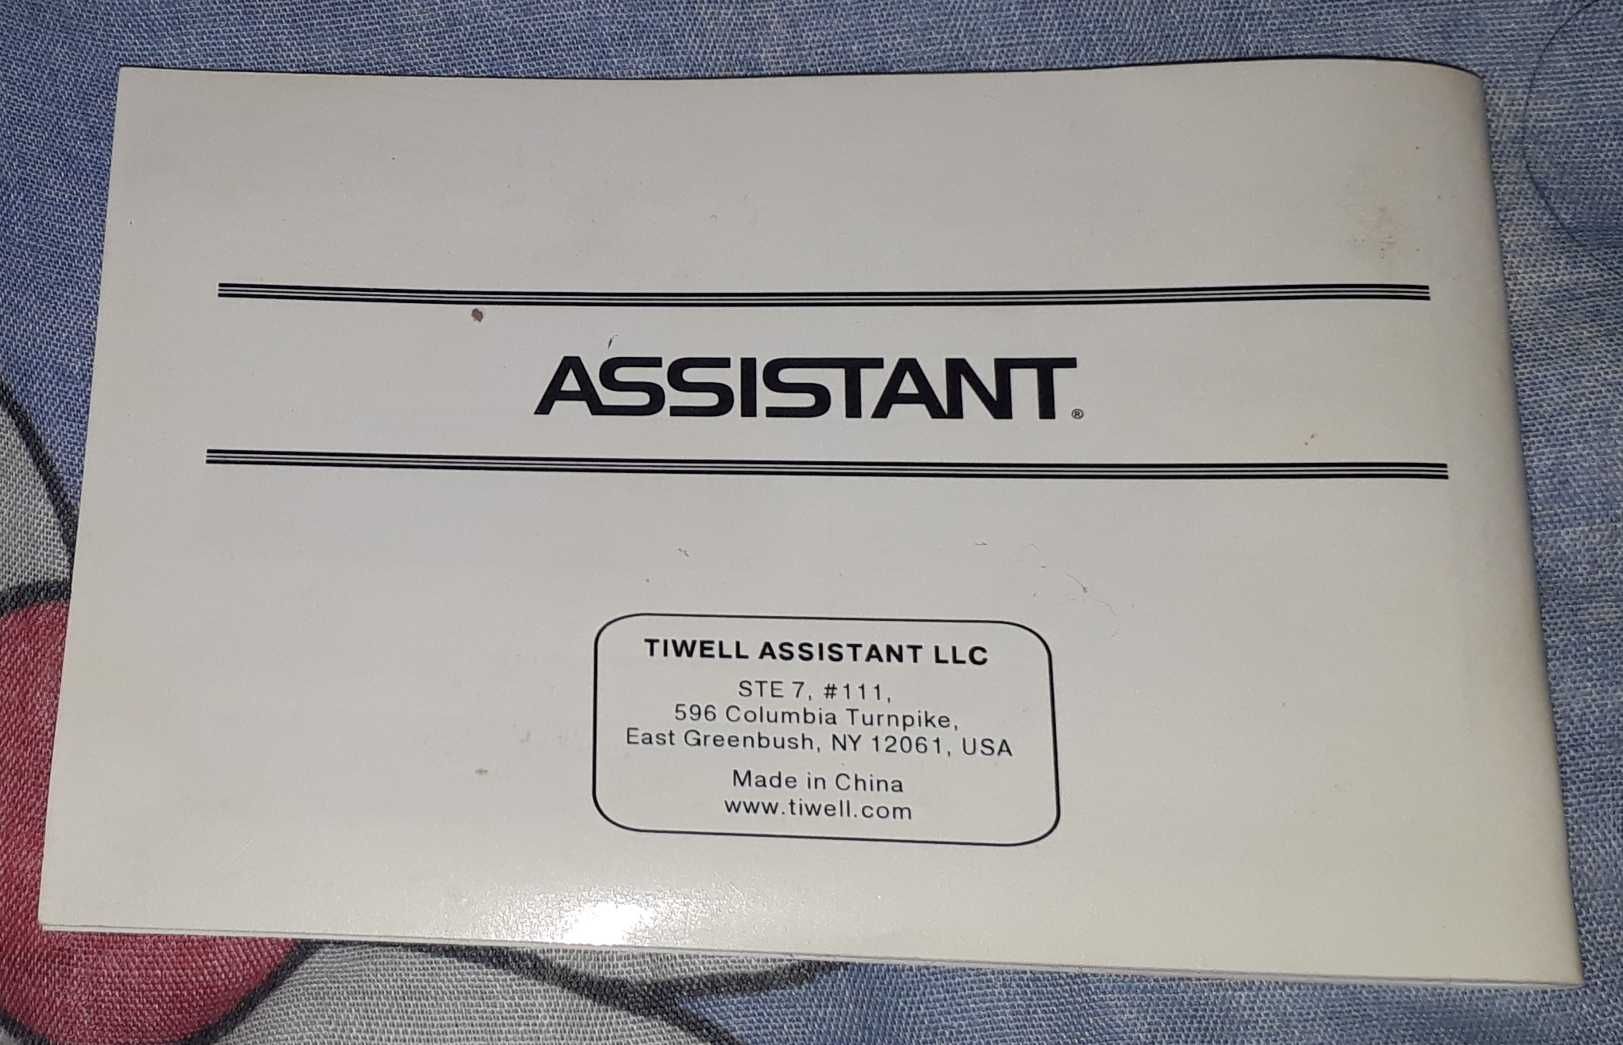 ASSISTANT®
TIWELL ASSISTANT LLC
STE 7, #111,
596 Columbia Turnpike,
East Greenbush, NY 12061, USA
Made in China
www.tiwell.com